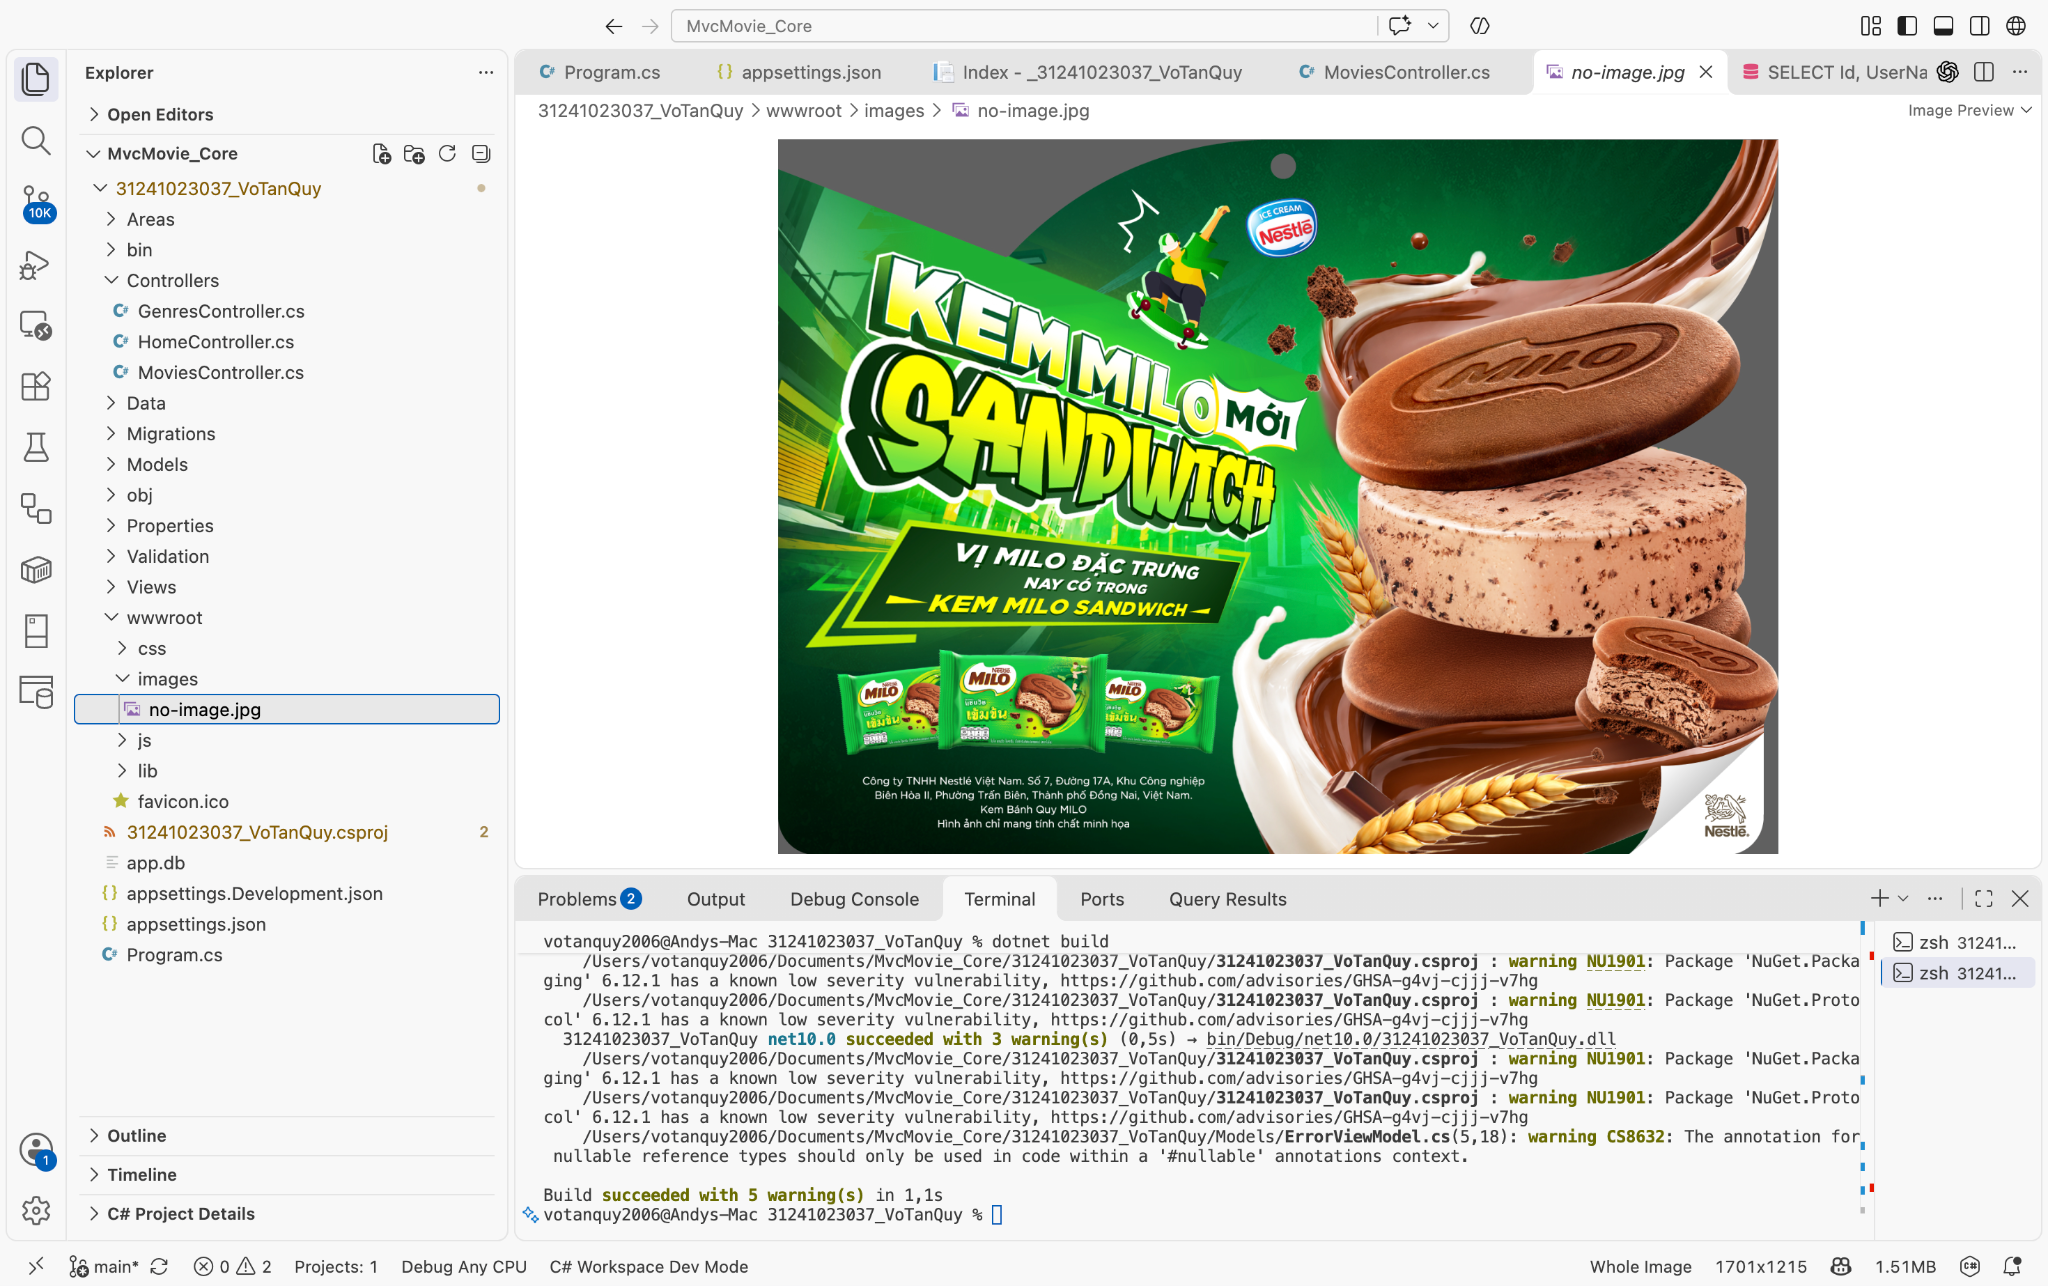 MvcMovie_Core
Explorer
Open Editors
MvcMovie_Core
31241023037_VoTanQuy
Areas
bin
Controllers
GenresController.cs
HomeController.cs
MoviesController.cs
Data
Migrations
Models
obj
Properties
Validation
Views
wwwroot
css
images
no-image.jpg
js
lib
favicon.ico
31241023037_VoTanQuy.csproj 2
app.db
appsettings.Development.json
appsettings.json
Program.cs
Outline
Timeline
C# Project Details
10K
1
Program.cs
appsettings.json
Index - _31241023037_VoTanQuy
MoviesController.cs
no-image.jpg
SELECT Id, UserNa
31241023037_VoTanQuy > wwwroot > images > no-image.jpg
Image Preview
ICE CREAM
Nestlé
KEM MILO
MỚI
SANDWICH
VỊ MILO ĐẶC TRƯNG
NAY CÓ TRONG
KEM MILO SANDWICH
MILO
MILO
MILO
Nestlé
MILO
MILO
เข้มข้น
Công ty TNHH Nestlé Việt Nam. Số 7, Đường 17A, Khu Công nghiệp
Biên Hòa II, Phường Trấn Biên, Thành phố Đồng Nai, Việt Nam.
Kem Bánh Quy MILO
Hình ảnh chỉ mang tính chất minh họa
Nestlé.
Problems 2
Output
Debug Console
Terminal
Ports
Query Results
votanquy2006@Andys-Mac 31241023037_VoTanQuy % dotnet build
/Users/votanquy2006/Documents/MvcMovie_Core/31241023037_VoTanQuy/31241023037_VoTanQuy.csproj : warning NU1901: Package 'NuGet.Packa
ging' 6.12.1 has a known low severity vulnerability, https://github.com/advisories/GHSA-g4vj-cjjj-v7hg
/Users/votanquy2006/Documents/MvcMovie_Core/31241023037_VoTanQuy/31241023037_VoTanQuy.csproj : warning NU1901: Package 'NuGet.Proto
col' 6.12.1 has a known low severity vulnerability, https://github.com/advisories/GHSA-g4vj-cjjj-v7hg
31241023037_VoTanQuy net10.0 succeeded with 3 warning(s) (0,5s) → bin/Debug/net10.0/31241023037_VoTanQuy.dll
/Users/votanquy2006/Documents/MvcMovie_Core/31241023037_VoTanQuy/31241023037_VoTanQuy.csproj : warning NU1901: Package 'NuGet.Packa
ging' 6.12.1 has a known low severity vulnerability, https://github.com/advisories/GHSA-g4vj-cjjj-v7hg
/Users/votanquy2006/Documents/MvcMovie_Core/31241023037_VoTanQuy/31241023037_VoTanQuy.csproj : warning NU1901: Package 'NuGet.Proto
col' 6.12.1 has a known low severity vulnerability, https://github.com/advisories/GHSA-g4vj-cjjj-v7hg
/Users/votanquy2006/Documents/MvcMovie_Core/31241023037_VoTanQuy/Models/ErrorViewModel.cs(5,18): warning CS8632: The annotation for
nullable reference types should only be used in code within a '#nullable' annotations context.
Build succeeded with 5 warning(s) in 1,1s
votanquy2006@Andys-Mac 31241023037_VoTanQuy %
zsh 31241...
zsh 31241...
main*
0
2
Projects: 1
Debug Any CPU
C# Workspace Dev Mode
Whole Image
1701x1215
1.51MB